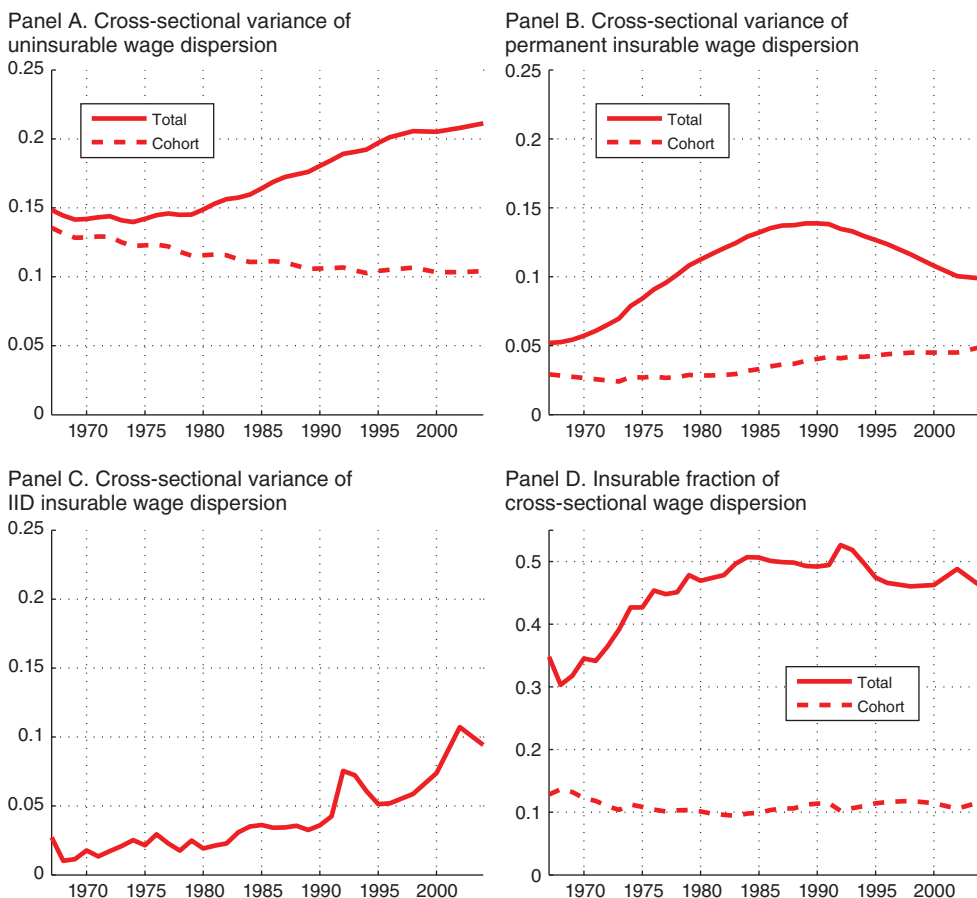 Panel A. Cross-sectional variance of
uninsurable wage dispersion
0.25
0.2
0.15
0.1
0.05
0
Total
Cohort
1970 1975 1980 1985 1990 1995 2000
Panel B. Cross-sectional variance of
permanent insurable wage dispersion
0.25
0.2
0.15
0.1
0.05
0
Total
Cohort
1970 1975 1980 1985 1990 1995 2000
Panel C. Cross-sectional variance of
IID insurable wage dispersion
0.25
0.2
0.15
0.1
0.05
0
1970 1975 1980 1985 1990 1995 2000
Panel D. Insurable fraction of
cross-sectional wage dispersion
0.5
0.4
0.3
0.2
0.1
0
Total
Cohort
1970 1975 1980 1985 1990 1995 2000